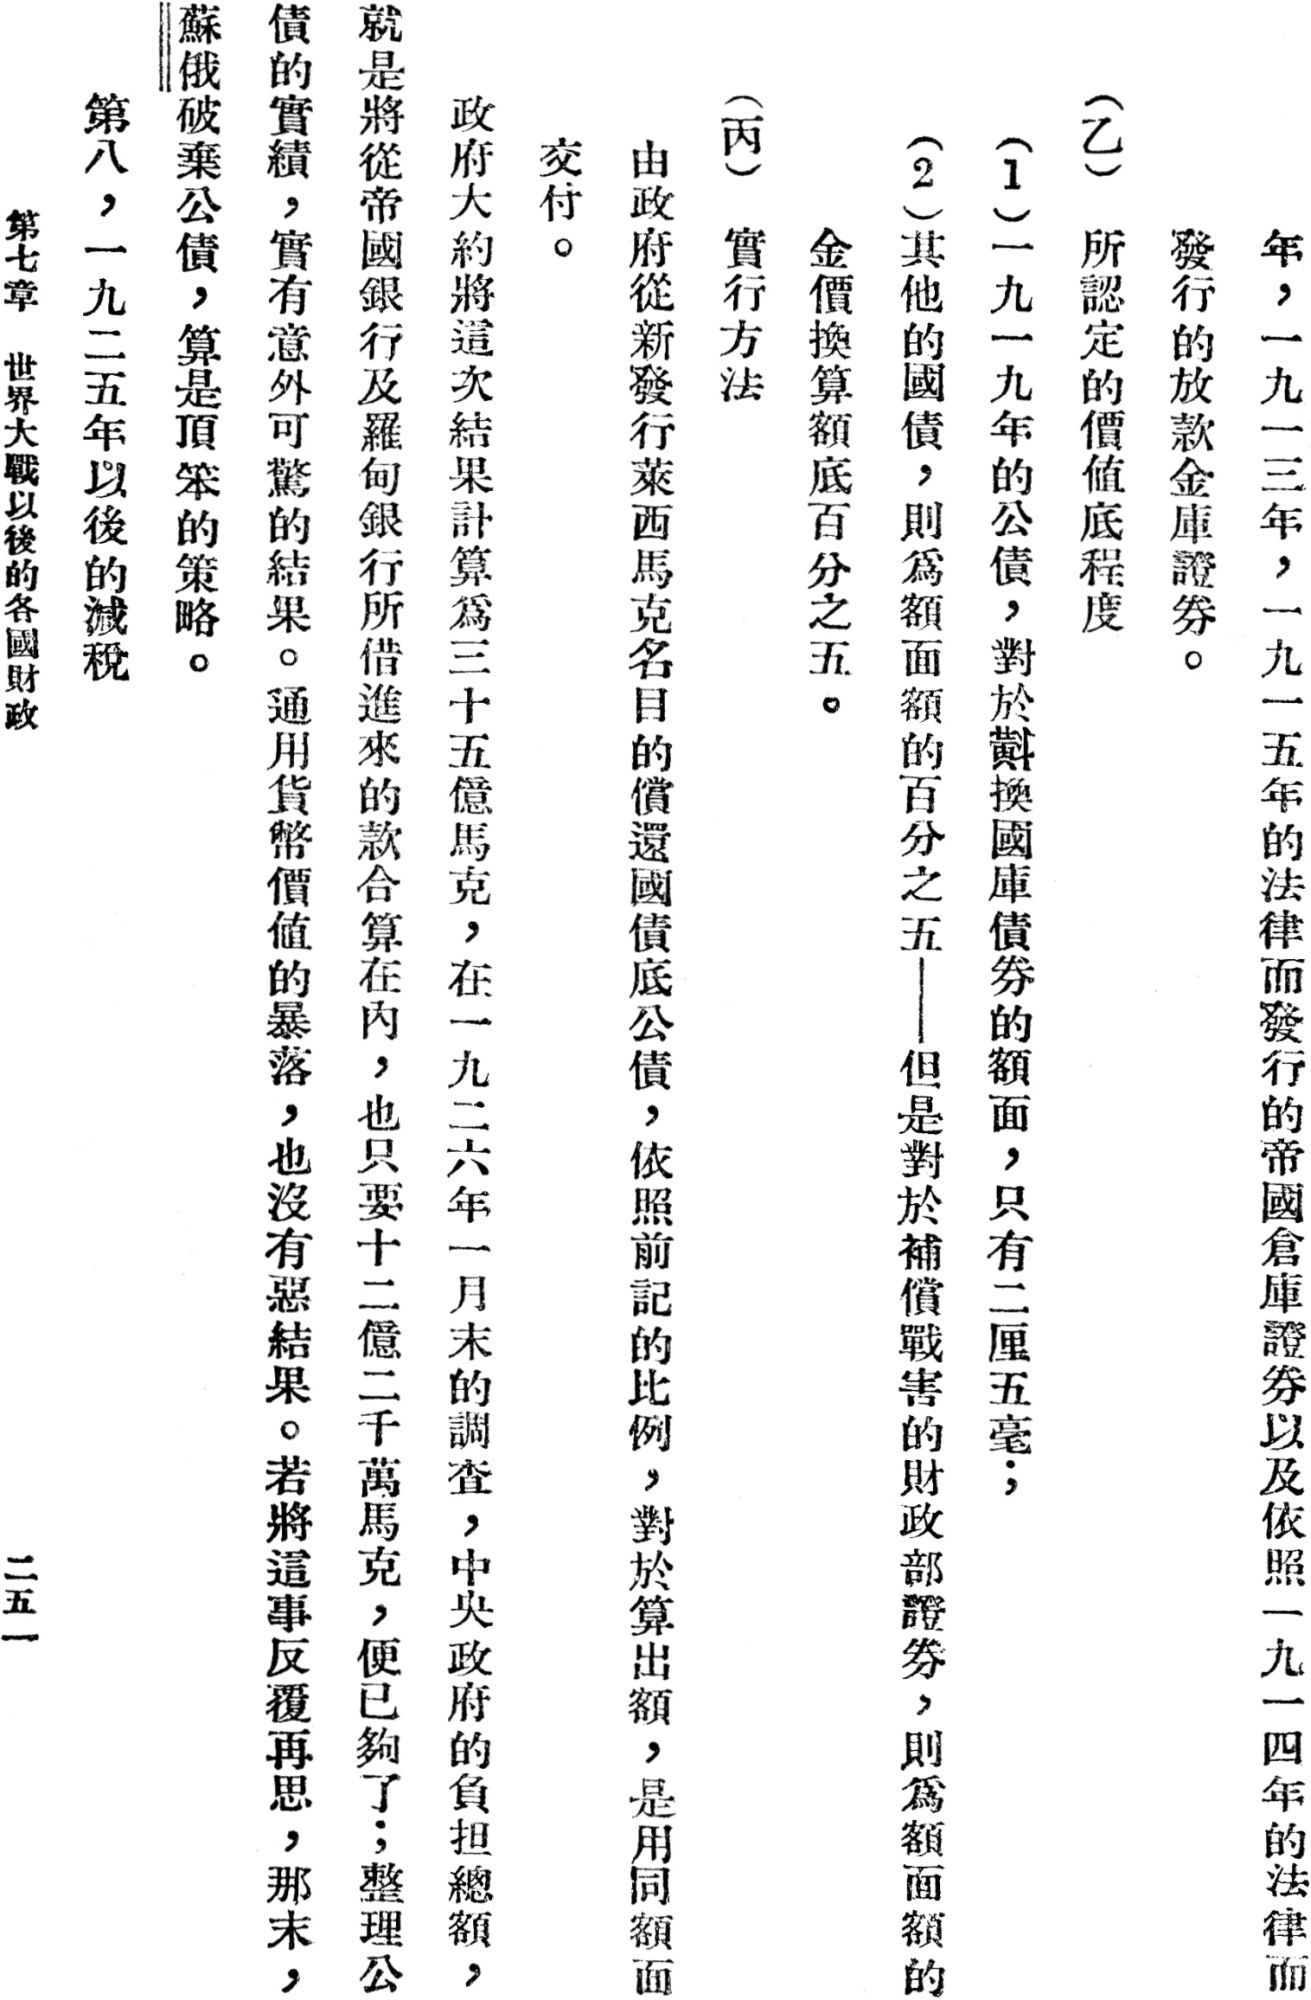 年，一九一三年，一九一五年的法律而發行的帝國倉庫證券以及依照一九一四年的法律而
發行的放款金庫證券。
（乙）　所認定的價値底程度
（1）一九一九年的公債，對於掉換國庫債券的額面，只有二厘五毫；
（2）其他的國債，則爲額面額的百分之五——但是對於補償戰害的財政部證券，則爲額面額的
金價換算額底百分之五。
（丙）　實行方法
由政府從新發行萊西馬克名目的償還國債底公債，依照前記的比例，對於算出額，是用同額面
交付。
政府大約將這次結果計算爲三十五億馬克，在一九二六年一月末的調查，中央政府的負担總額，
就是將從帝國銀行及羅甸銀行所借進來的款合算在內，也只要十二億二千萬馬克，便已夠了；整理公
債的實績，實有意外可驚的結果。通用貨幣價值的暴落，也沒有惡結果。若將這事反覆再思，那末，
蘇俄破棄公債，算是頂笨的策略。
第八，一九二五年以後的減稅
第七章　世界大戰以後的各國財政　二五一